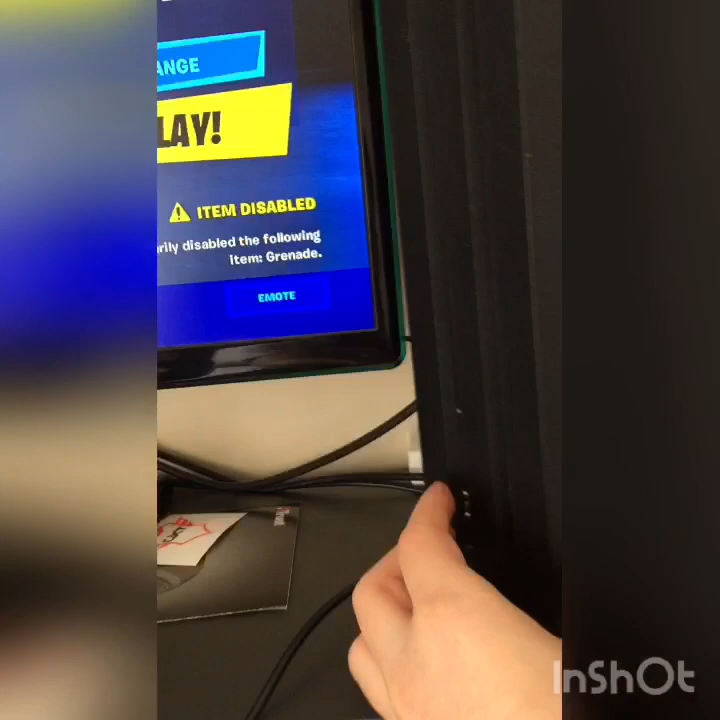 ANGE
LAY!
ITEM DISABLED
rily disabled the following
Item: Grenade.
EMOTE
InShOt